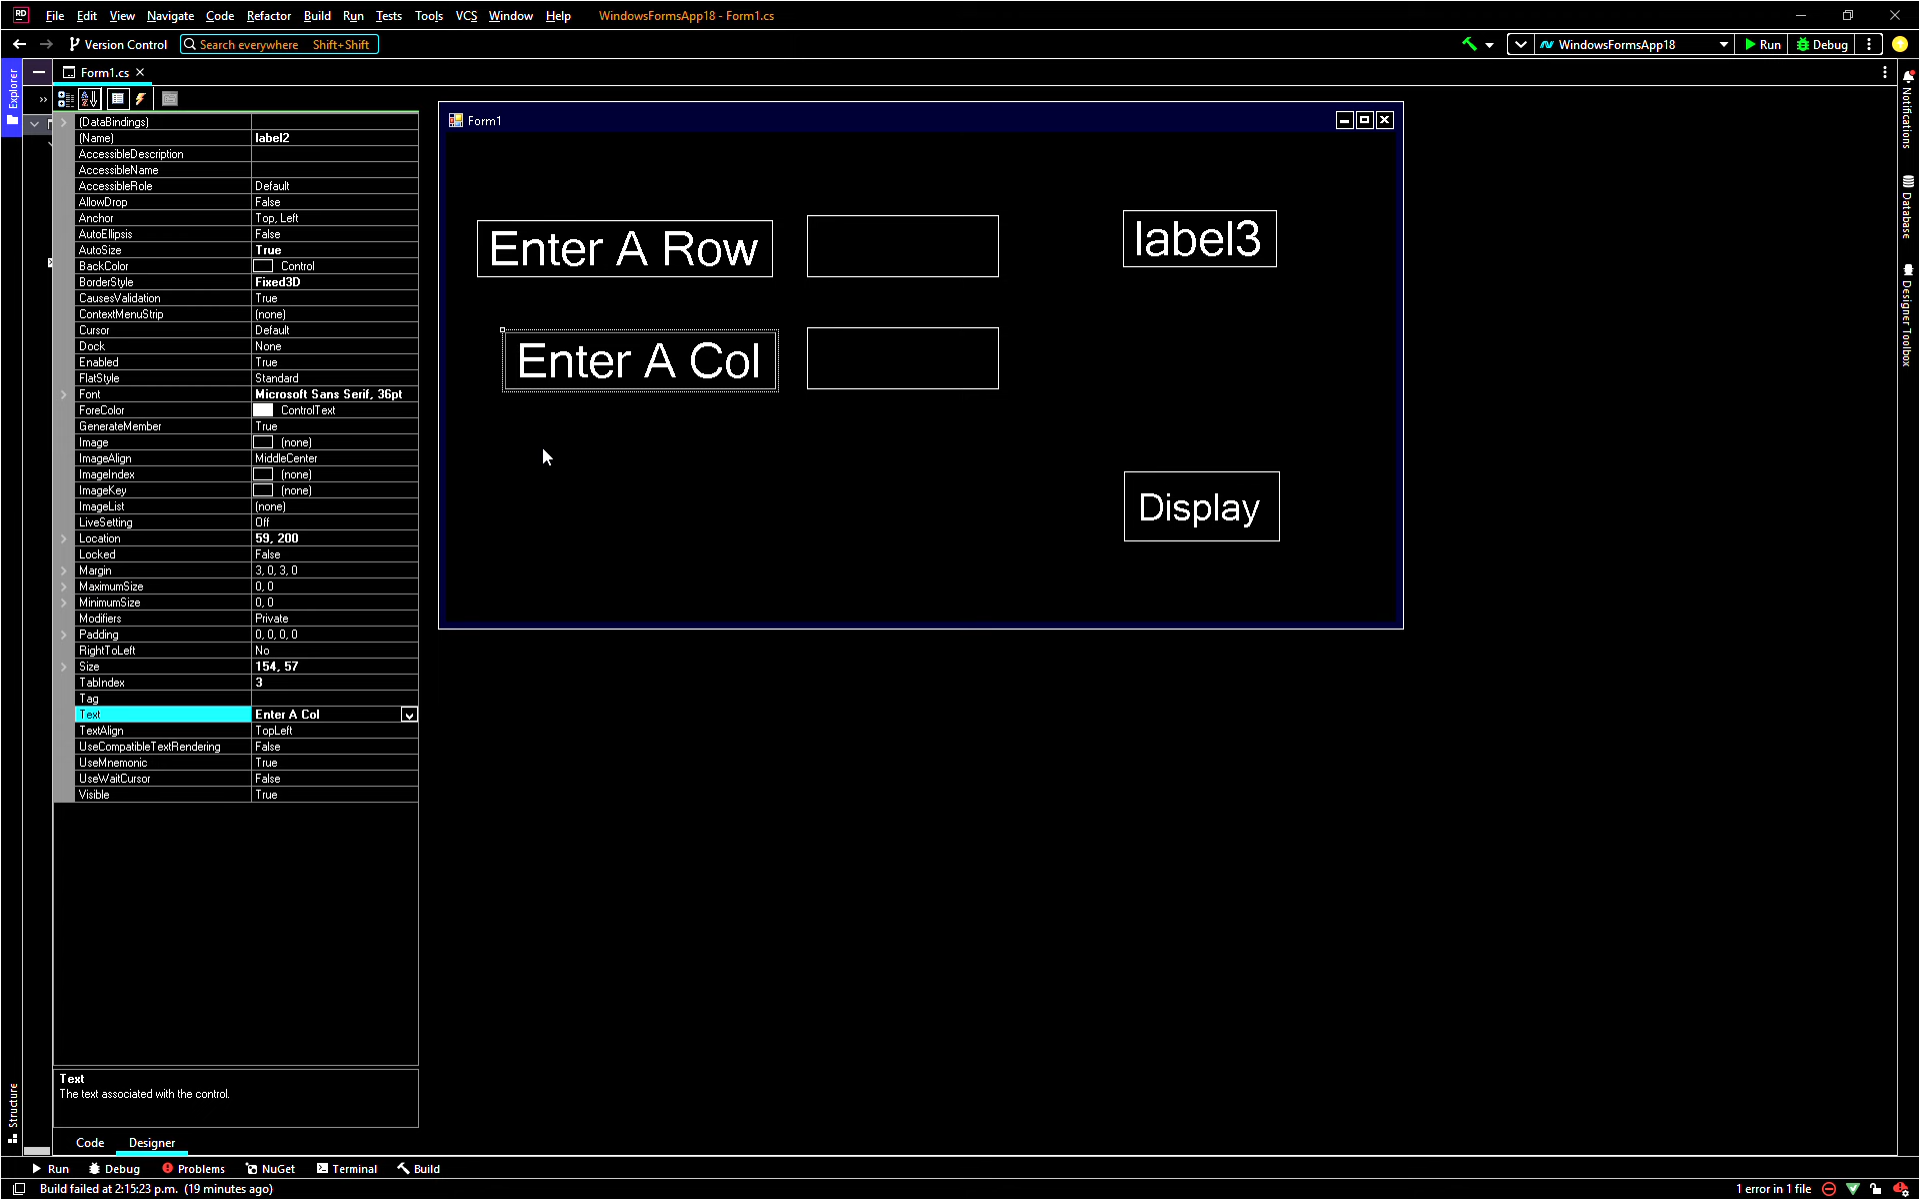 RD File Edit View Navigate Code Refactor Build Run Tests Tools VCS Window Help WindowsFormsApp18 - Form1.cs
Version Control Search everywhere Shift+Shift WindowsFormsApp18 Run Debug
Explorer
Form1.cs
(DataBindings)
(Name) label2
AccessibleDescription
AccessibleName
AccessibleRole Default
AllowDrop False
Anchor Top, Left
AutoEllipsis False
AutoSize True
BackColor Control
BorderStyle Fixed3D
CausesValidation True
ContextMenuStrip (none)
Cursor Default
Dock None
Enabled True
FlatStyle Standard
Font Microsoft Sans Serif, 36pt
ForeColor ControlText
GenerateMember True
Image (none)
ImageAlign MiddleCenter
ImageIndex (none)
ImageKey (none)
ImageList (none)
LiveSetting Off
Location 59, 200
Locked False
Margin 3, 0, 3, 0
MaximumSize 0, 0
MinimumSize 0, 0
Modifiers Private
Padding 0, 0, 0, 0
RightToLeft No
Size 154, 57
TabIndex 3
Tag
Text Enter A Col
TextAlign TopLeft
UseCompatibleTextRendering False
UseMnemonic True
UseWaitCursor False
Visible True
Text
The text associated with the control.
Form1
Enter A Row
label3
Enter A Col
Display
Notifications
Database
Designer Toolbox
Structure
Code Designer
Run Debug Problems NuGet Terminal Build
Build failed at 2:15:23 p.m. (19 minutes ago) 1 error in 1 file